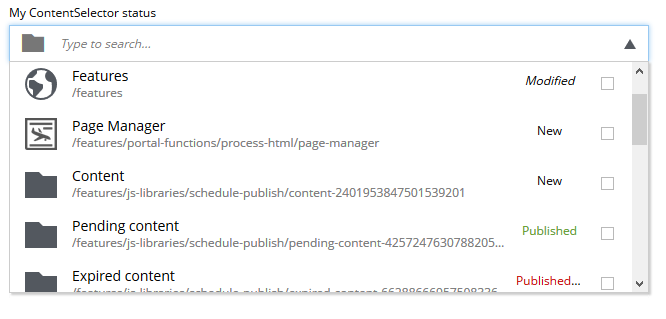 My ContentSelector status
Type to search...
Features
Modified
/features
Page Manager
New
/features/portal-functions/process-html/page-manager
Content
New
/features/js-libraries/schedule-publish/content-2401953847501539201
Pending content
Published
/features/js-libraries/schedule-publish/pending-content-4257247630788205...
Expired content
Published...